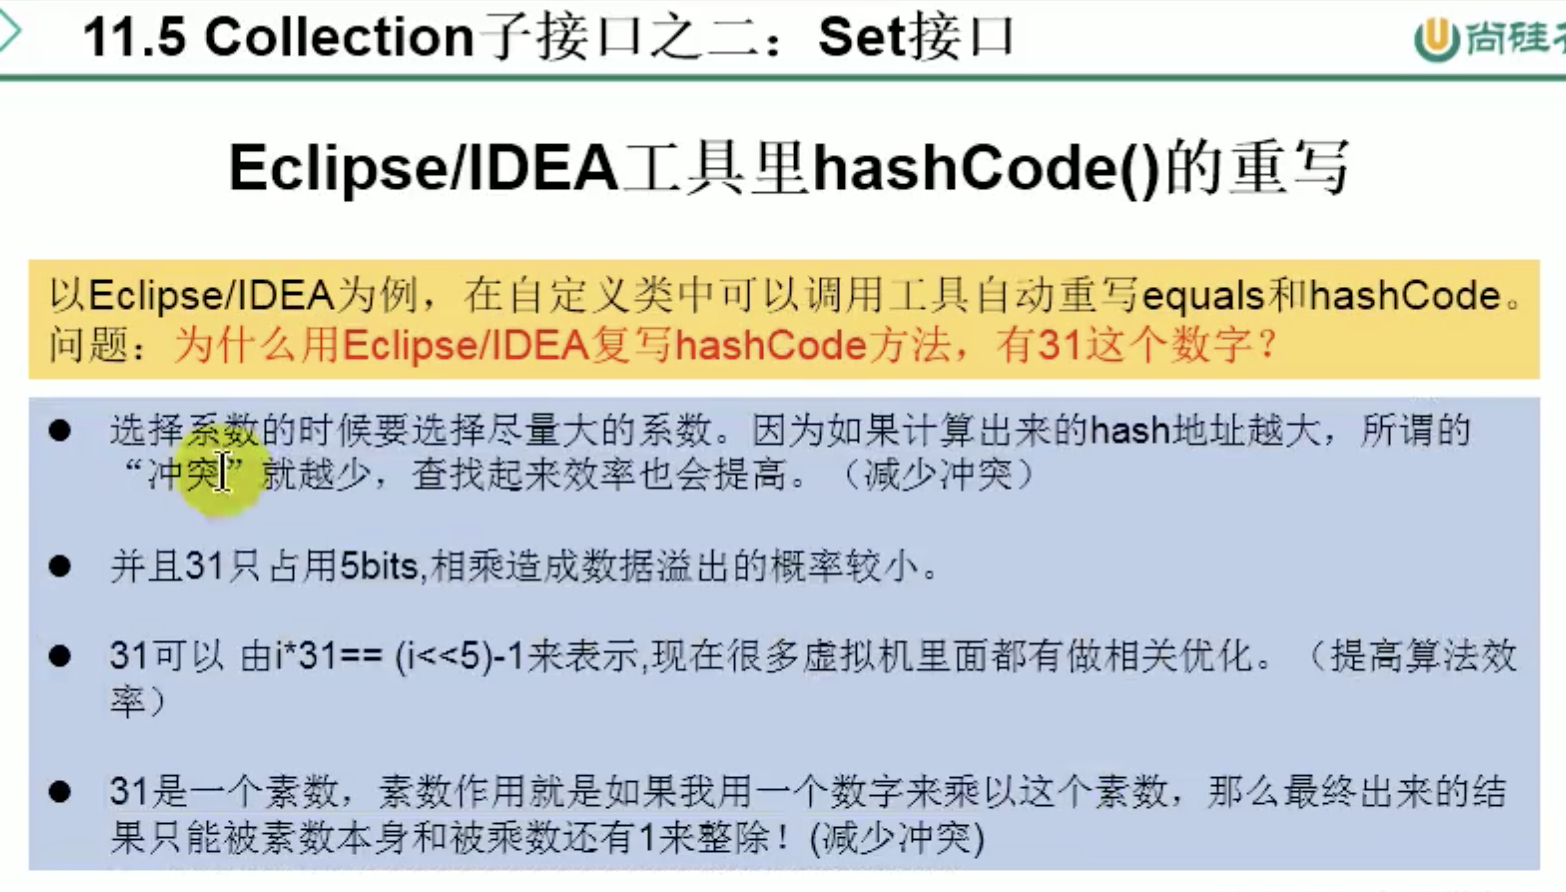 11.5 Collection子接口之二：Set接口
尚硅
Eclipse/IDEA工具里hashCode()的重写
以Eclipse/IDEA为例，在自定义类中可以调用工具自动重写equals和hashCode。
问题：为什么用Eclipse/IDEA复写hashCode方法，有31这个数字？
● 选择系数的时候要选择尽量大的系数。因为如果计算出来的hash地址越大，所谓的
“冲突”就越少，查找起来效率也会提高。（减少冲突）
● 并且31只占用5bits,相乘造成数据溢出的概率较小。
● 31可以 由i*31== (i<<5)-1来表示,现在很多虚拟机里面都有做相关优化。（提高算法效
率）
● 31是一个素数，素数作用就是如果我用一个数字来乘以这个素数，那么最终出来的结
果只能被素数本身和被乘数还有1来整除！(减少冲突)